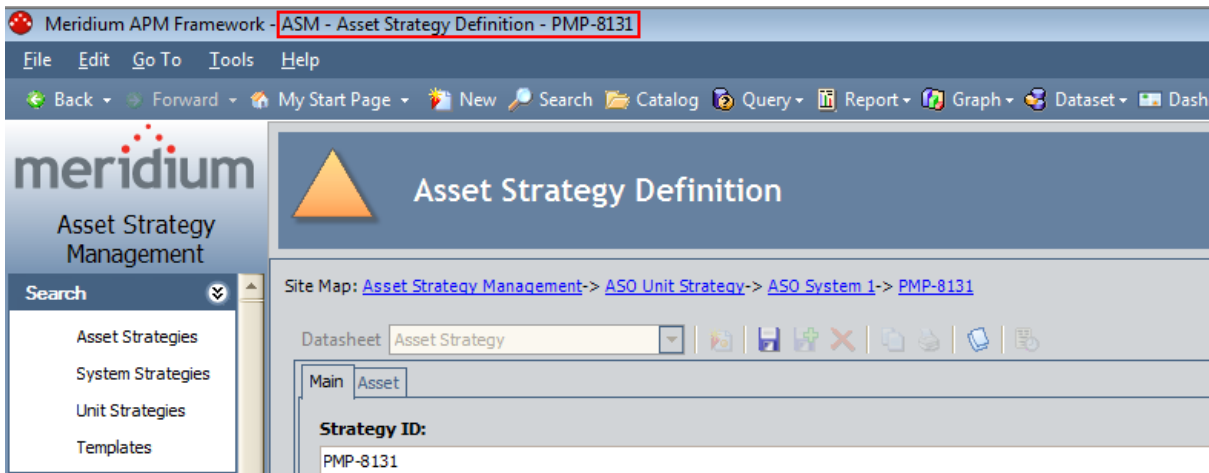 Meridium APM Framework - ASM - Asset Strategy Definition - PMP-8131
File Edit Go To Tools Help
Back Forward My Start Page New Search Catalog Query Report Graph Dataset Dash
meridium
Asset Strategy
Management
Asset Strategy Definition
Search
Asset Strategies
System Strategies
Unit Strategies
Templates
Site Map: Asset Strategy Management-> ASO Unit Strategy-> ASO System 1-> PMP-8131
Datasheet Asset Strategy
Main Asset
Strategy ID:
PMP-8131